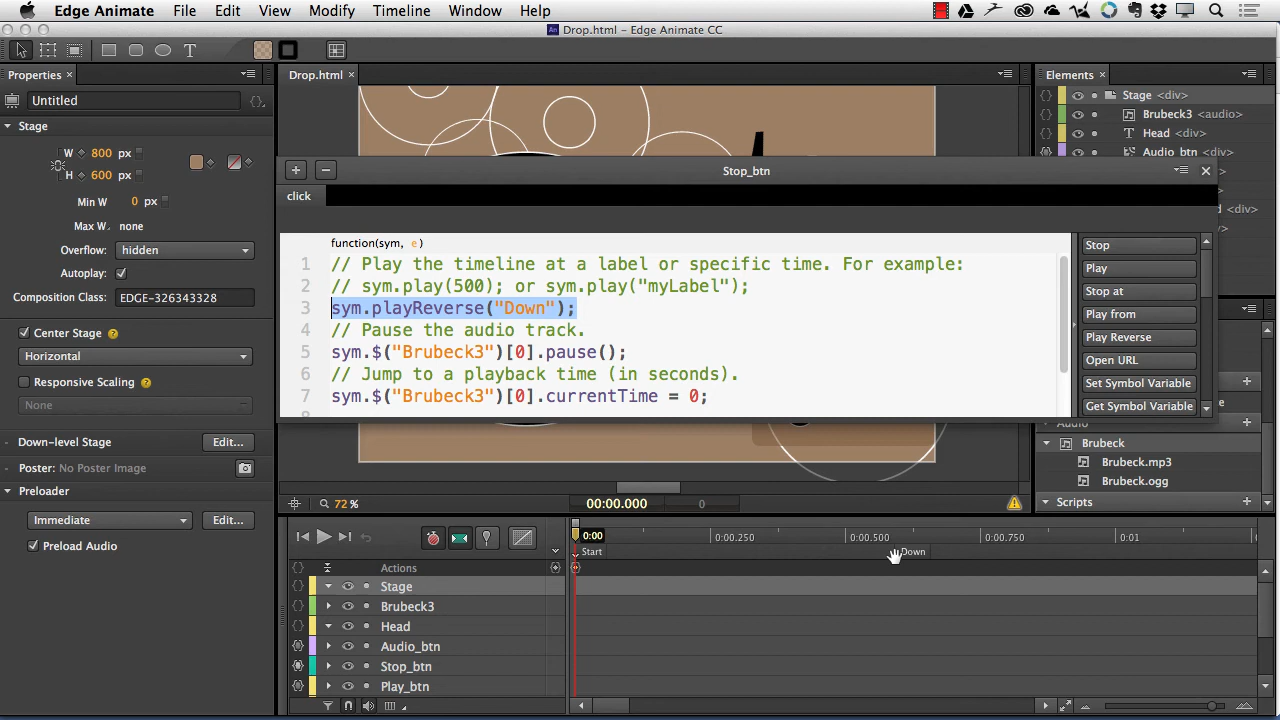 Edge Animate File Edit View Modify Timeline Window Help
Drop.html - Edge Animate CC
T
Properties ×
Drop.html ×
Elements ×
Untitled
Stage <div>
Stage
Brubeck3 <audio>
Head <div>
W 800 px
Audio_btn <div>
H 600 px
Stop_btn
Min W 0 px
click
Max W. none
Overflow: hidden
Autoplay:
Composition Class: EDGE-326343328
Center Stage ?
Horizontal
Responsive Scaling ?
None
Down-level Stage Edit...
Poster: No Poster Image
Preloader
Immediate Edit...
Preload Audio
function(sym, e )
1 // Play the timeline at a label or specific time. For example:
2 // sym.play(500); or sym.play("myLabel");
3 sym.playReverse("Down");
4 // Pause the audio track.
5 sym.$("Brubeck3")[0].pause();
6 // Jump to a playback time (in seconds).
7 sym.$("Brubeck3")[0].currentTime = 0;
Stop
Play
Stop at
Play from
Play Reverse
Open URL
Set Symbol Variable
Get Symbol Variable
Audio
Brubeck
Brubeck.mp3
Brubeck.ogg
Scripts
72 %
00:00.000 0
0:00 0:00.250 0:00.500 0:00.750 0:01
Start Down
Actions
Stage
Brubeck3
Head
Audio_btn
Stop_btn
Play_btn